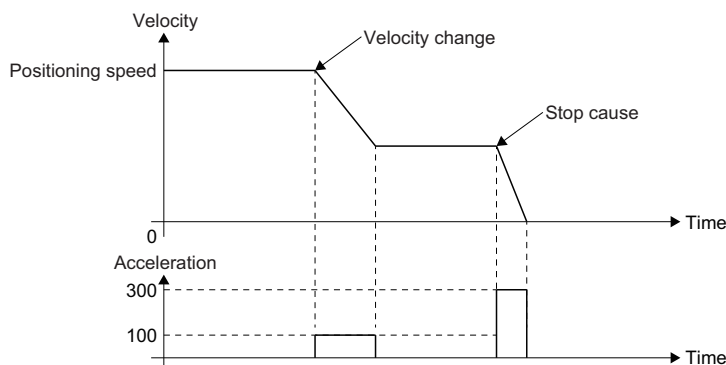 Velocity
Velocity change
Positioning speed
Stop cause
Time
0
Acceleration
300
100
Time